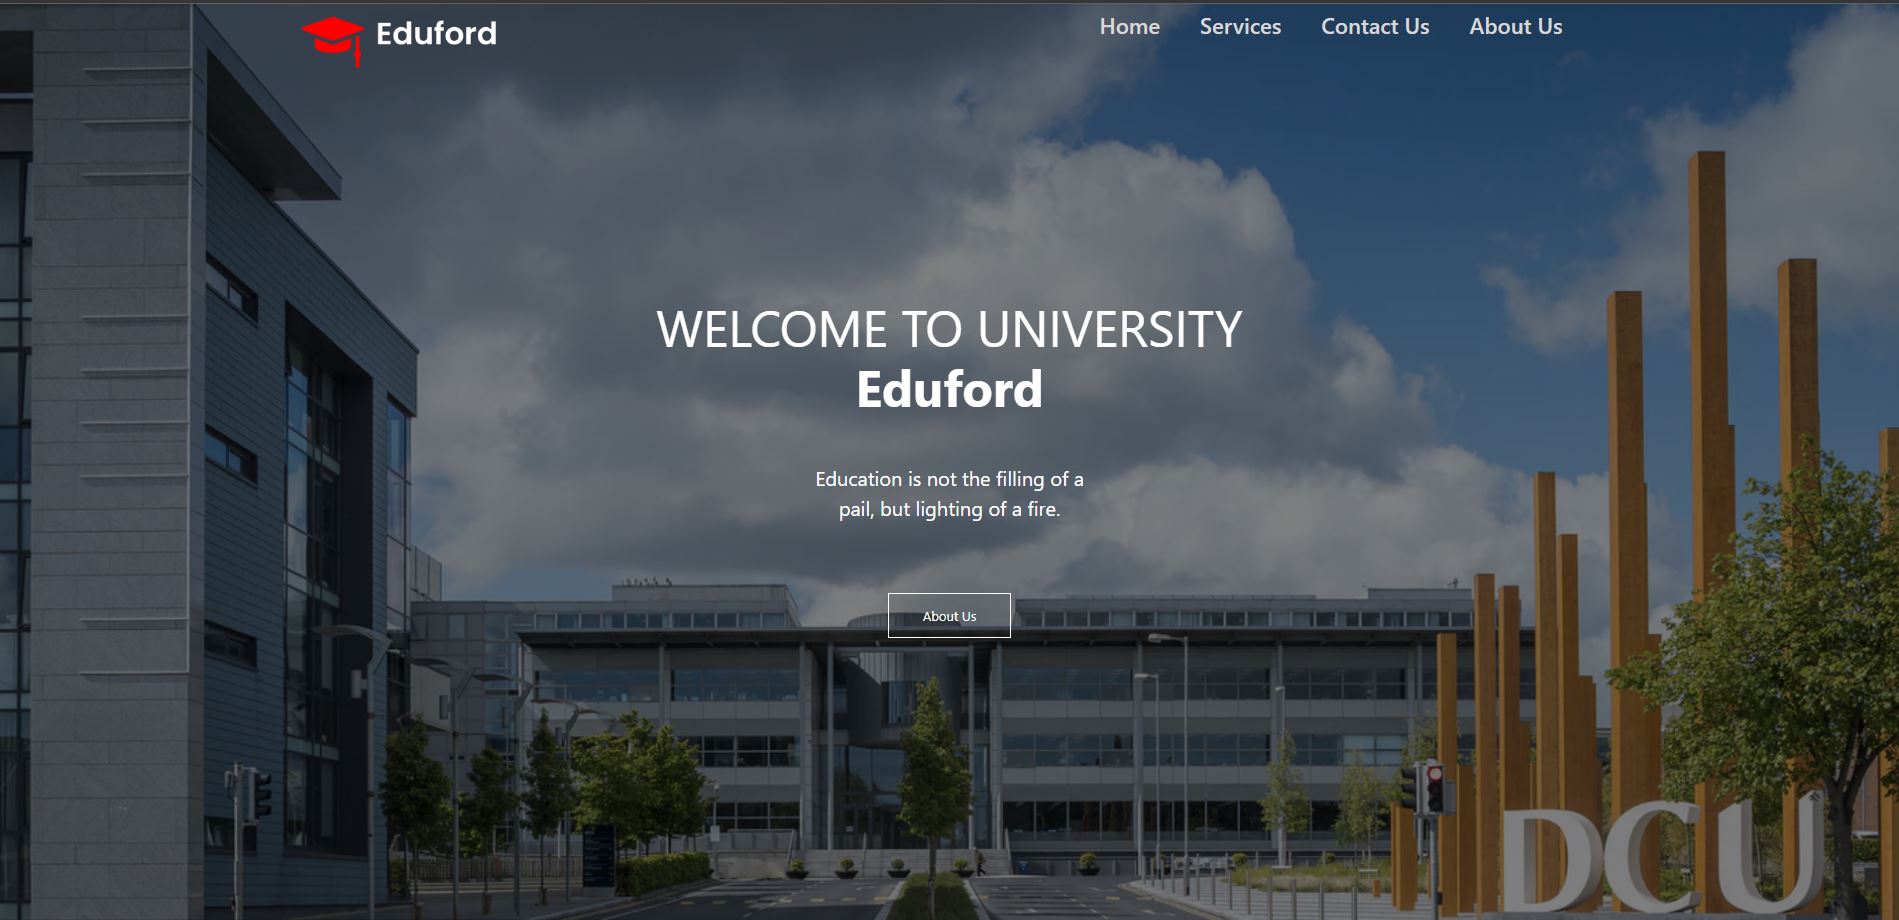 Eduford
Home
Services
Contact Us
About Us
WELCOME TO UNIVERSITY
Eduford
Education is not the filling of a
pail, but lighting of a fire.
About Us
DCU